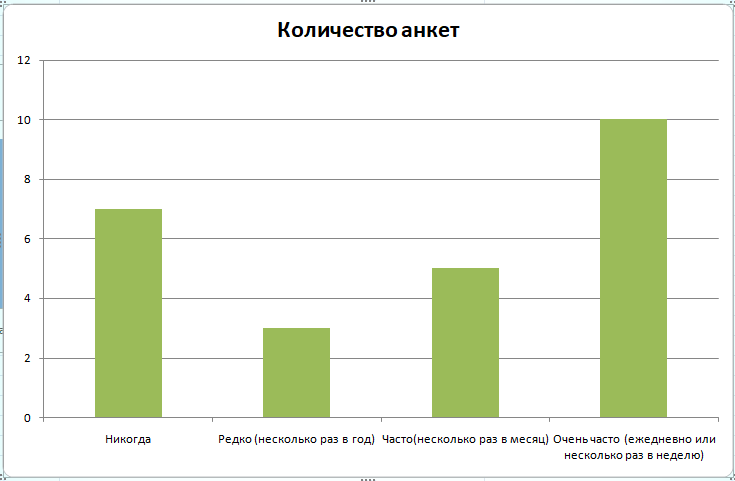 Количество анкет
12
10
8
6
4
2
0
Никогда
Редко (несколько раз в год)
Часто(несколько раз в месяц)
Очень часто (ежедневно или
несколько раз в неделю)